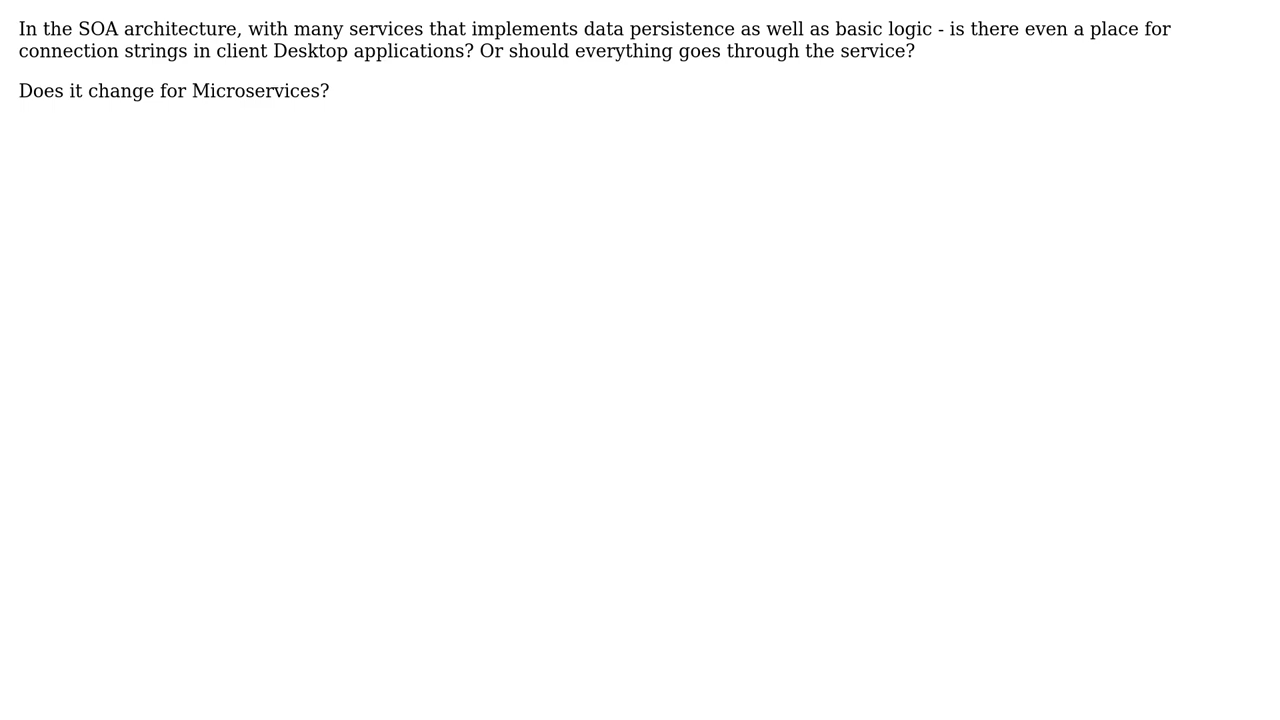 In the SOA architecture, with many services that implements data persistence as well as basic logic - is there even a place for
connection strings in client Desktop applications? Or should everything goes through the service?
Does it change for Microservices?